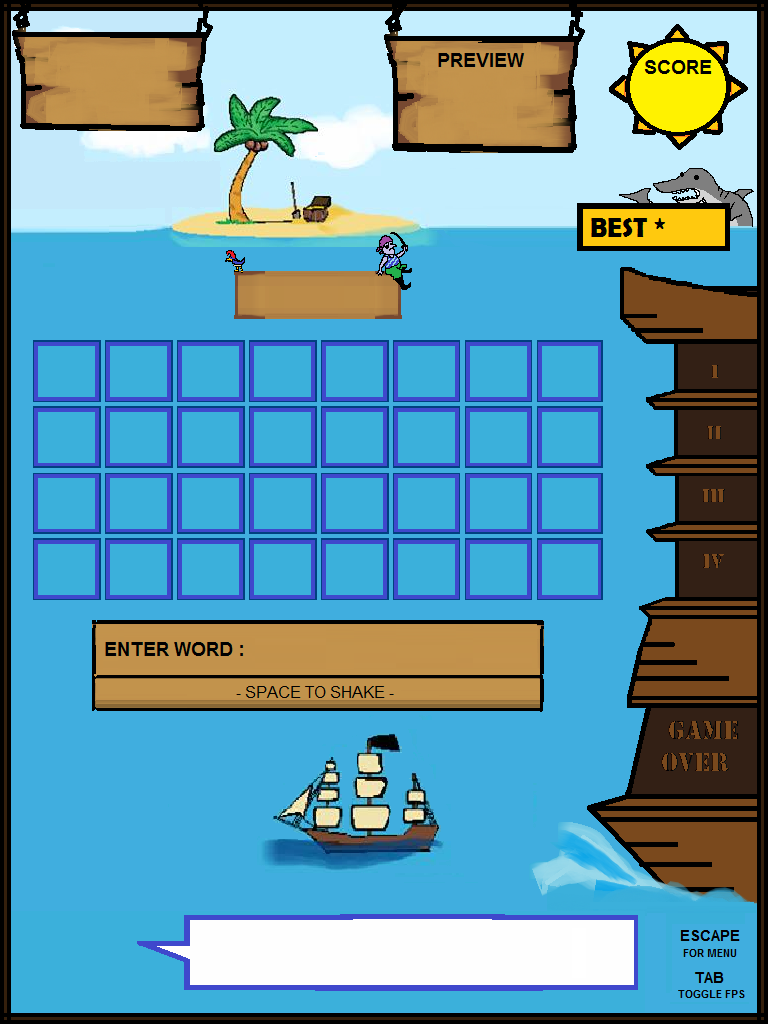 PREVIEW
SCORE
BEST *
I
II
III
IV
ENTER WORD :
- SPACE TO SHAKE -
GAME
OVER
ESCAPE
FOR MENU
TAB
TOGGLE FPS